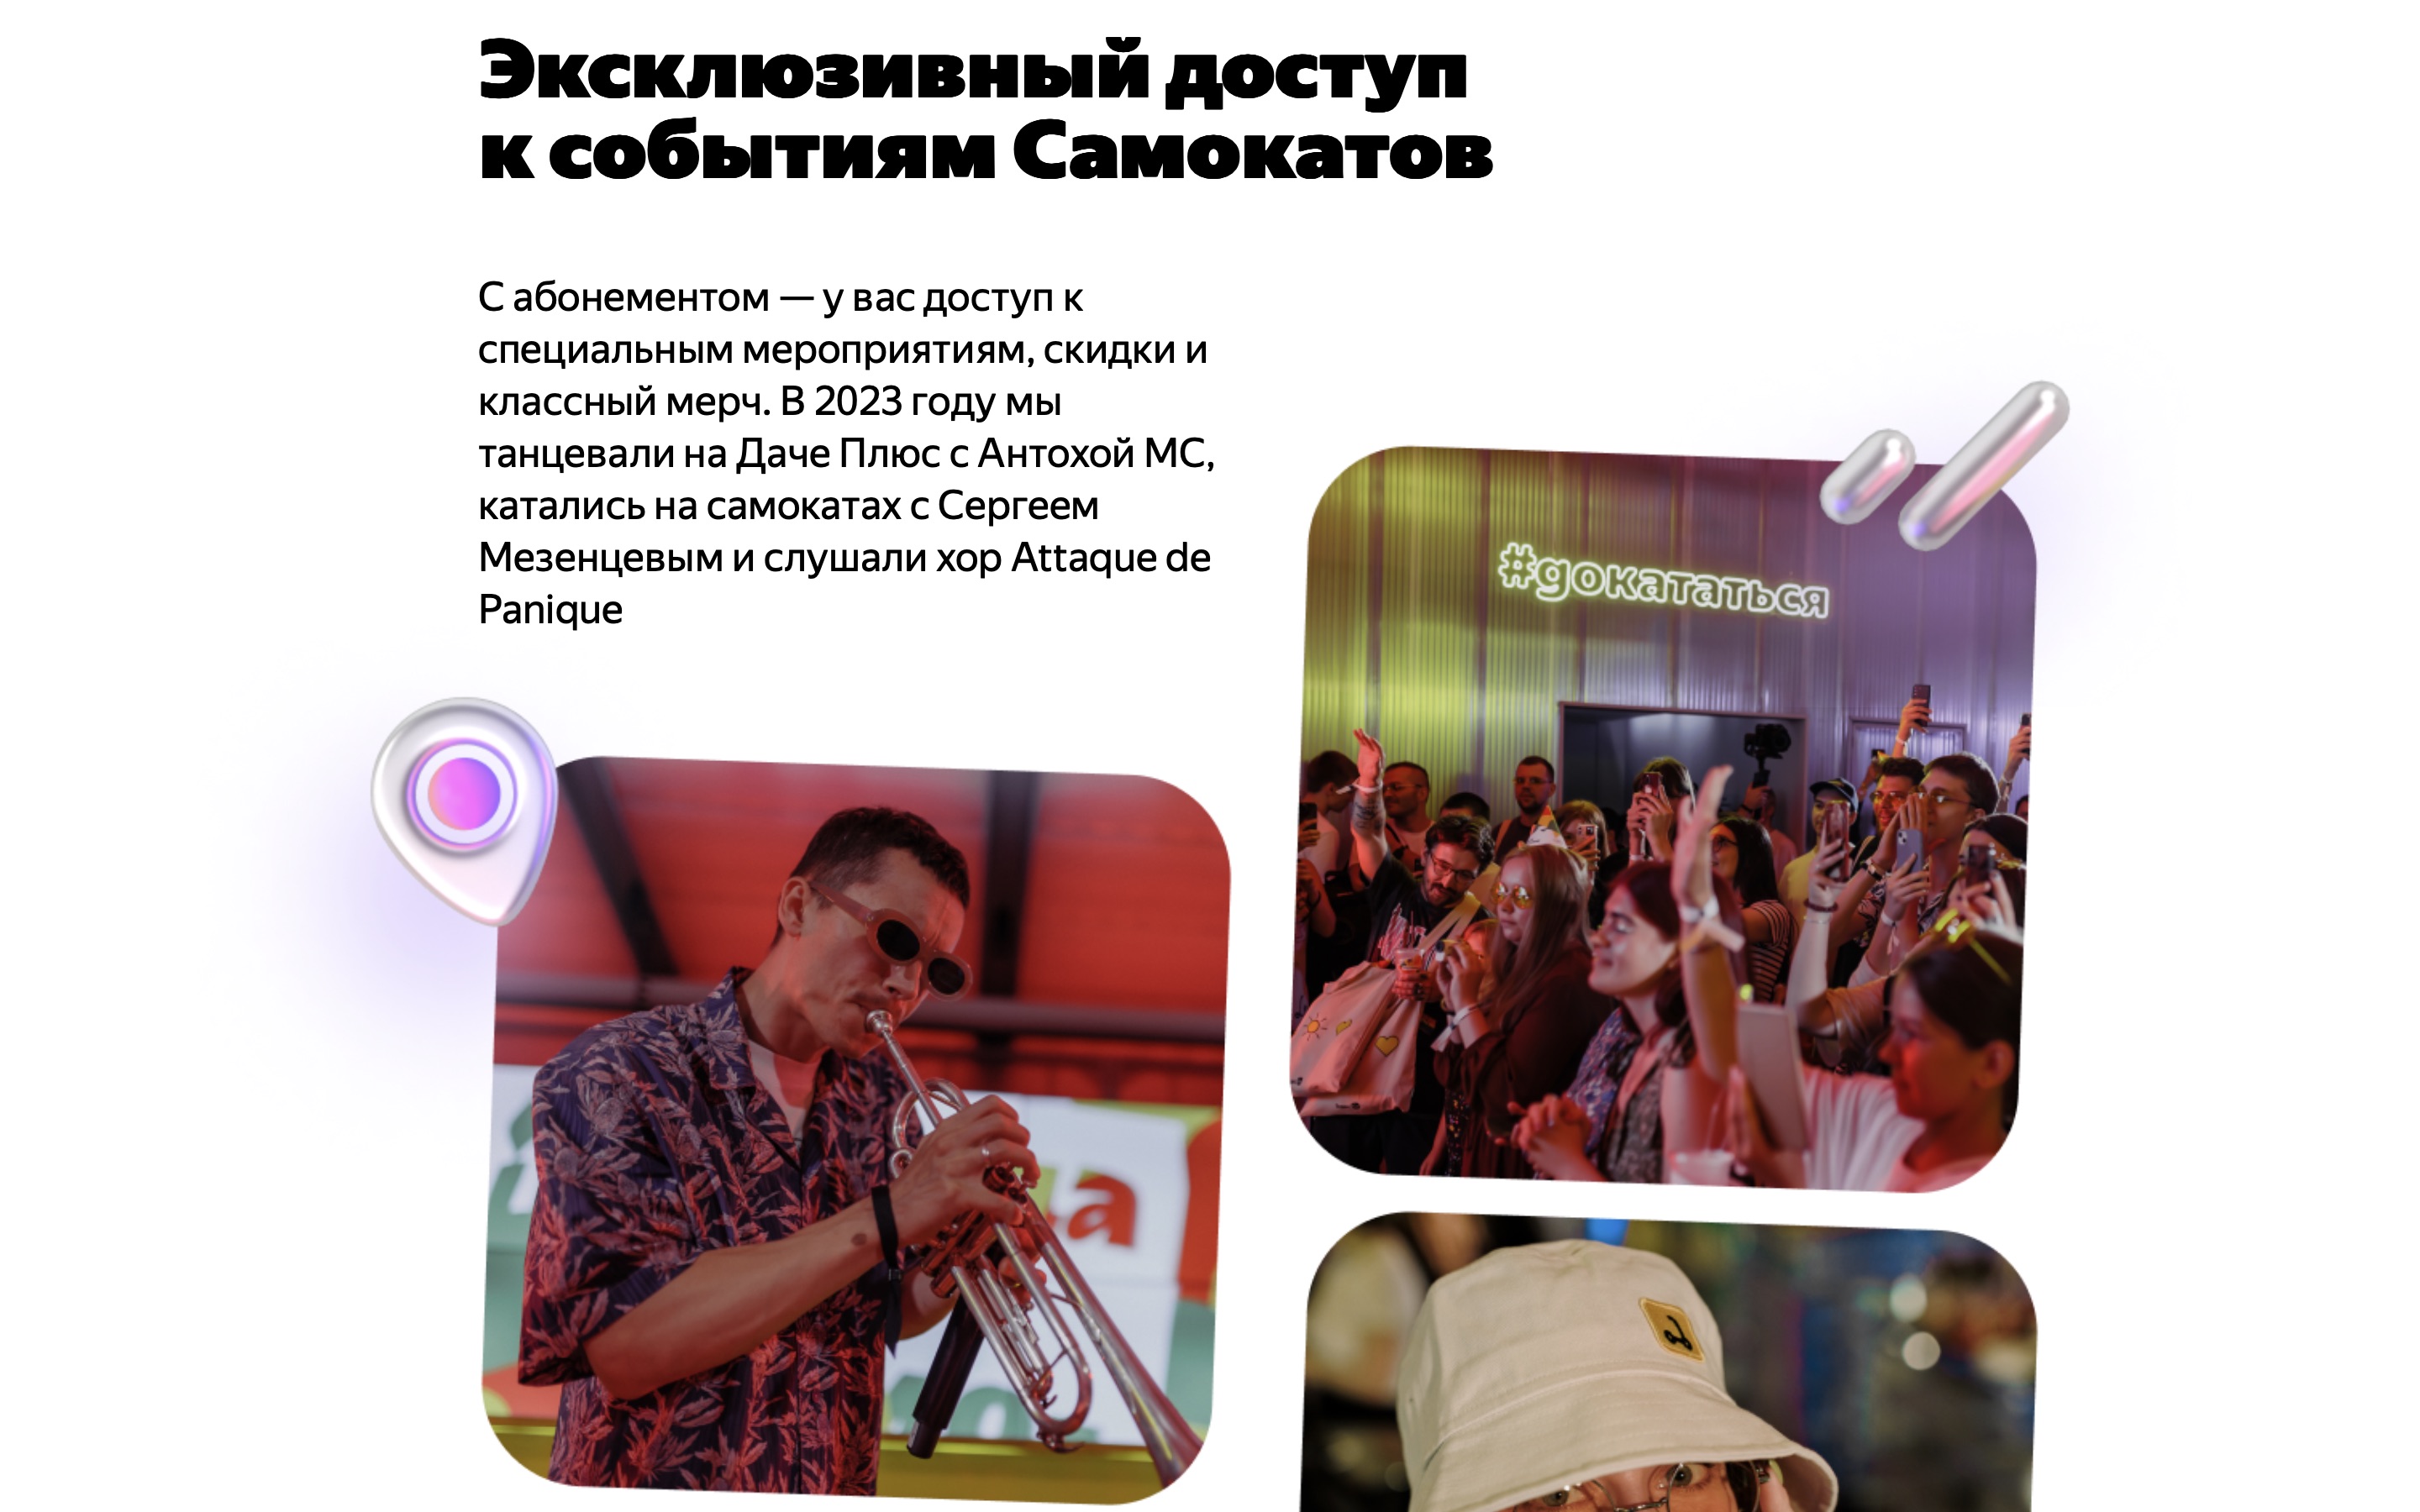 Эксклюзивный доступ
к событиям Самокатов
С абонементом — у вас доступ к
специальным мероприятиям, скидки и
классный мерч. В 2023 году мы
танцевали на Даче Плюс с Антохой МС,
катались на самокатах с Сергеем
Мезенцевым и слушали хор Attaque de
Panique
#докататься